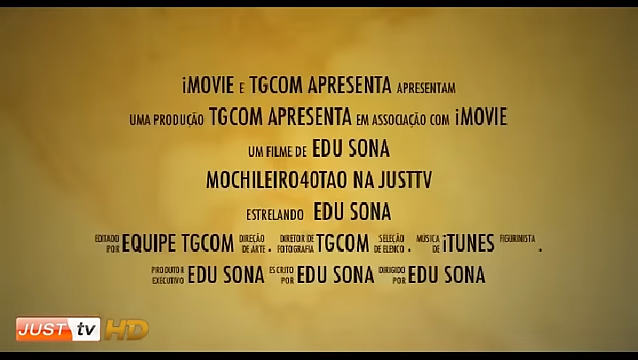 iMOVIE E TGCOM APRESENTA APRESENTAM
UMA PRODUÇÃO TGCOM APRESENTA EM ASSOCIAÇÃO COM iMOVIE
UM FILME DE EDU SONA
MOCHILEIRO40TAO NA JUSTTV
ESTRELANDO EDU SONA
EDITADO POR EQUIPE TGCOM DIREÇÃO DE ARTE . DIRETOR DE FOTOGRAFIA TGCOM SELEÇÃO DE ELENCO . MÚSICA DE iTUNES FIGURINISTA .
PRODUTOR EXECUTIVO EDU SONA ESCRITO POR EDU SONA DIRIGIDO POR EDU SONA
JUST tv HD